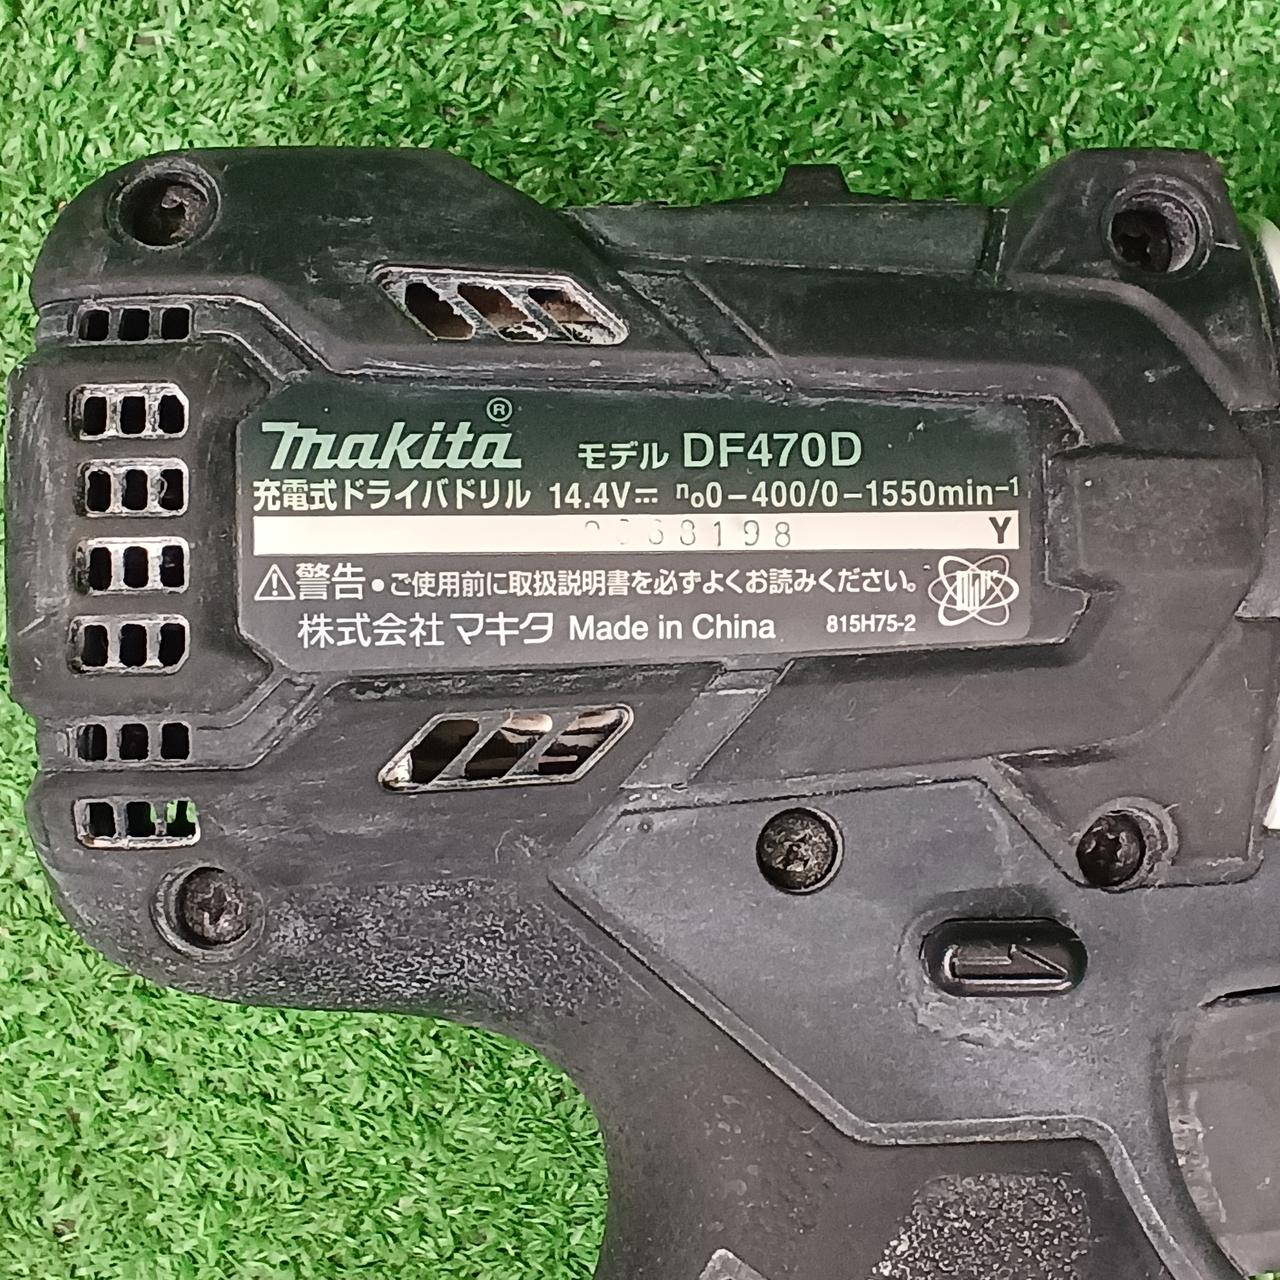 makita®
モデル DF470D
充電式ドライバドリル 14.4V⎓ n₀0-400/0-1550min⁻¹
68198 Y
⚠警告・ご使用前に取扱説明書を必ずよくお読みください。
株式会社マキタ Made in China 815H75-2